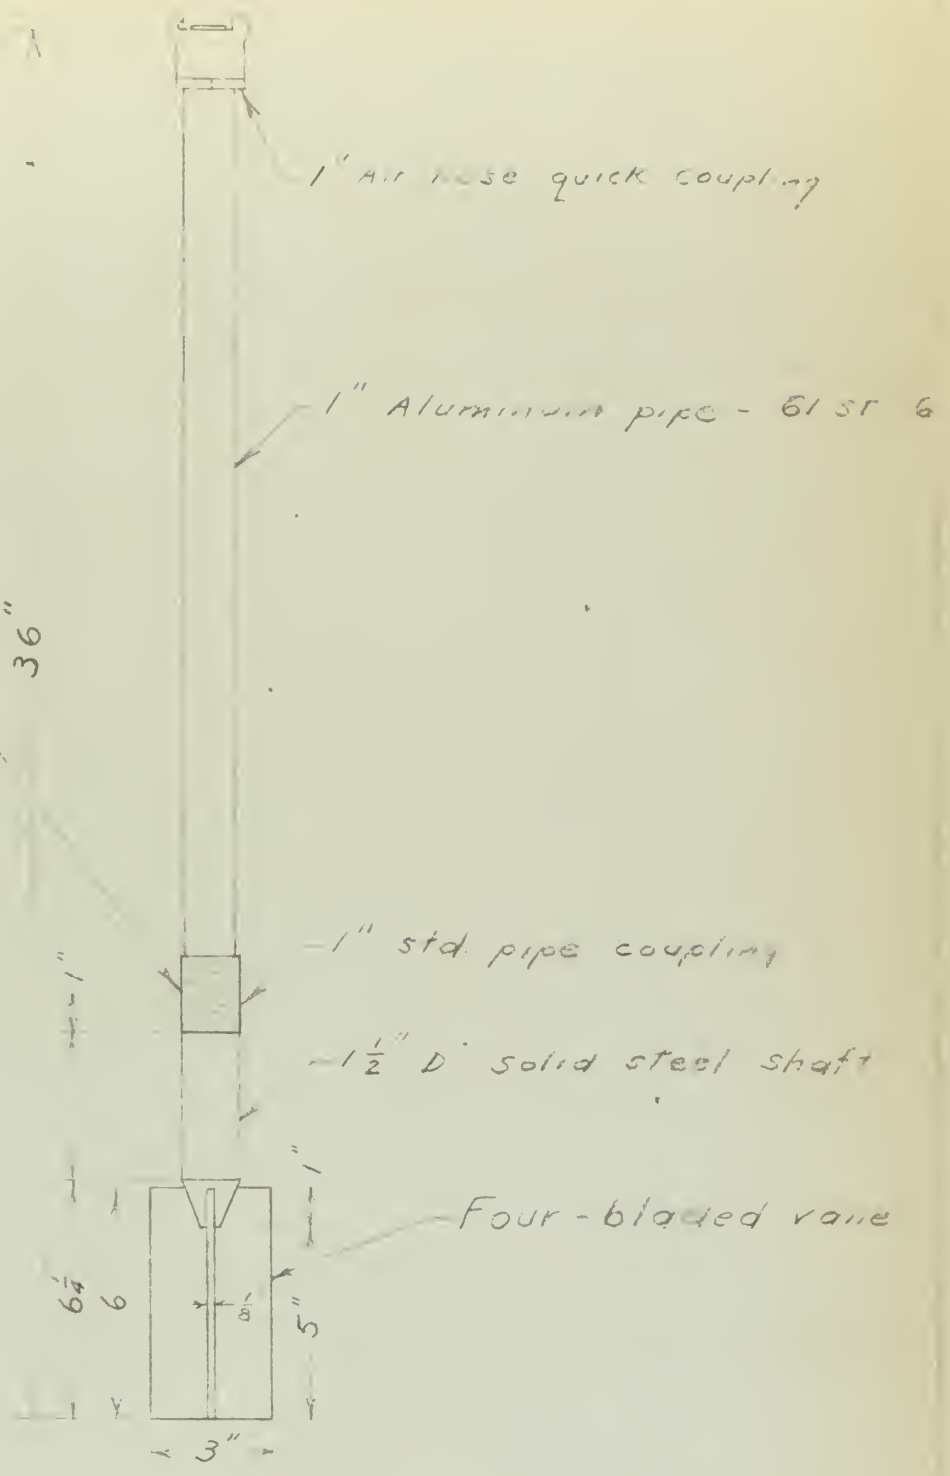 1" Air hose quick coupling
1" Aluminum pipe - 61 ST 6
36"
1" std. pipe coupling
1"
1 1/2" D solid steel shaft
1"
Four-bladed vane
6 1/4
6
1/8
5"
3"